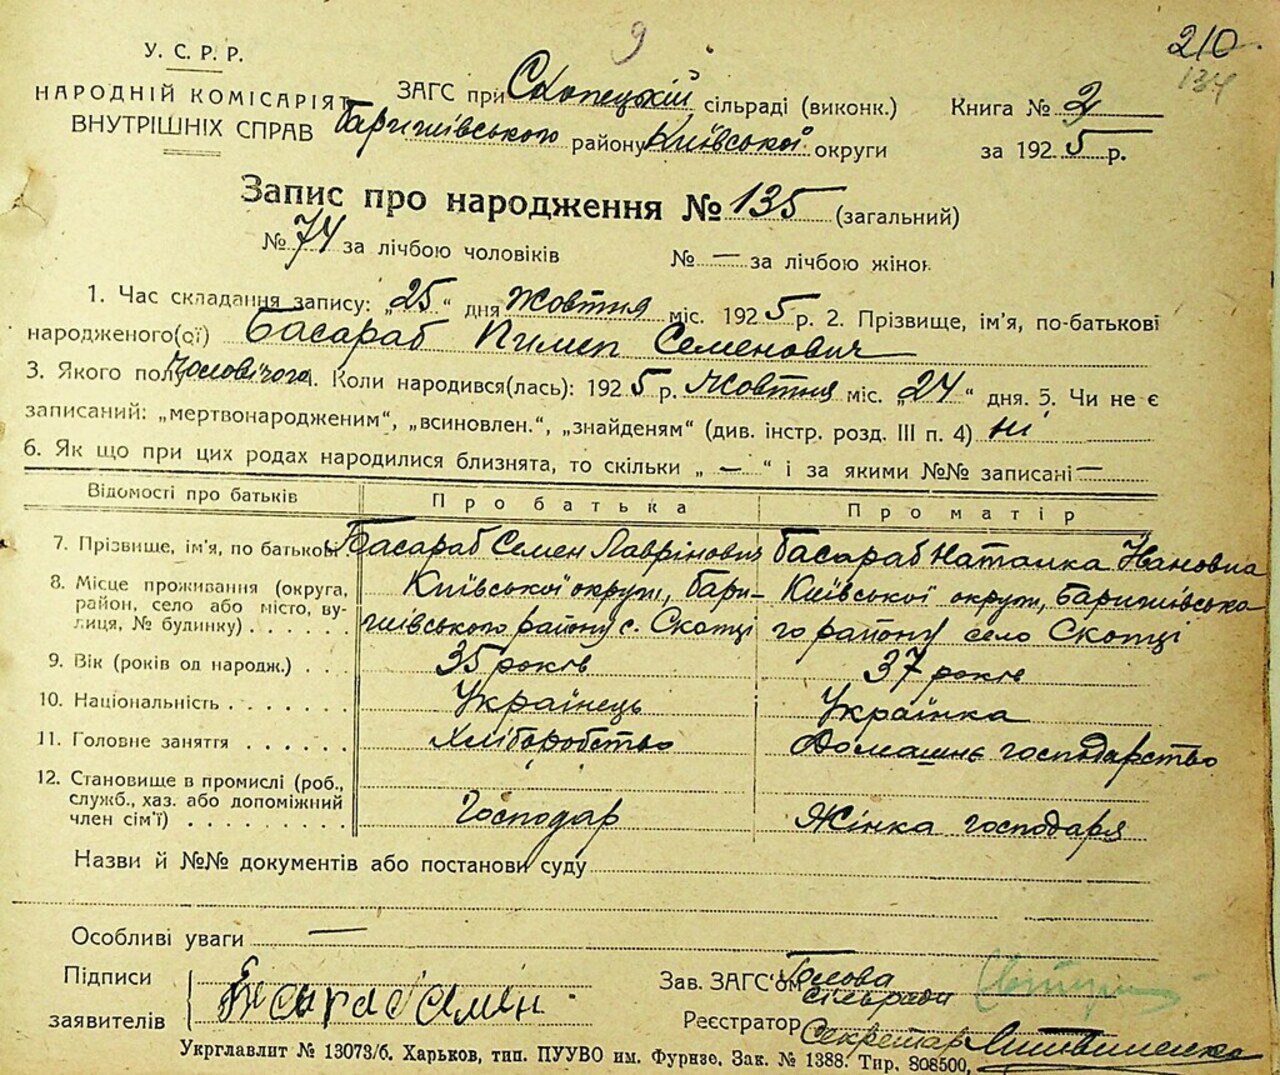 9
210
134
У. С. Р. Р.
НАРОДНІЙ КОМІСАРІЯТ
ВНУТРІШНІХ СПРАВ
ЗАГС при Скопецкій сільраді (виконк.)
Баришівського району Київської округи
Книга № 2
за 1925 р.
Запис про народження № 135 (загальний)
№ 74 за лічбою чоловіків № — за лічбою жінок
1. Час складання запису: „25“ дня Жовтня міс. 1925 р. 2. Прізвище, ім'я, по-батькові
народженого(ої) Басараб Пимен Семенович
3. Якого полу Чоловічого 4. Коли народився(лась): 1925 р. Жовтня міс. „24“ дня. 5. Чи не є
записаний: „мертвонародженим“, „всиновлен.“, „знайденям“ (див. інстр. розд. III п. 4) ні
6. Як що при цих родах народилися близнята, то скільки „ — “ і за якими №№ записані —
Відомості про батьків Про батька Про матір
7. Прізвище, ім'я, по батькові Басараб Семен Лаврінович Басараб Наталка Івановна
8. Місце проживання (округа, район, село або місто, вулиця, № будинку) . . . . . . Київської округи, Баришівського району с. Скопці Київської округи, Баришівського району село Скопці
9. Вік (років од народж.) . . . 35 років 37 років
10. Національність . . . . . . . Українець Українка
11. Головне заняття . . . . . . Хліборобство Домашнє господарство
12. Становище в промислі (роб., служб., хаз. або допоміжний член сім'ї) . . . . . . . . Господар Жінка господаря
Назви й №№ документів або постанови суду
Особливі уваги —
Підписи
заявителів
Басараб Семен
Зав. ЗАГС'ом Голова сільради
Реєстратор Секретар Литвиненко
Укрглавліт № 13073/б. Харьков, тип. ПУУВО им. Фурнзе, Зак. № 1388. Тир. 808500,